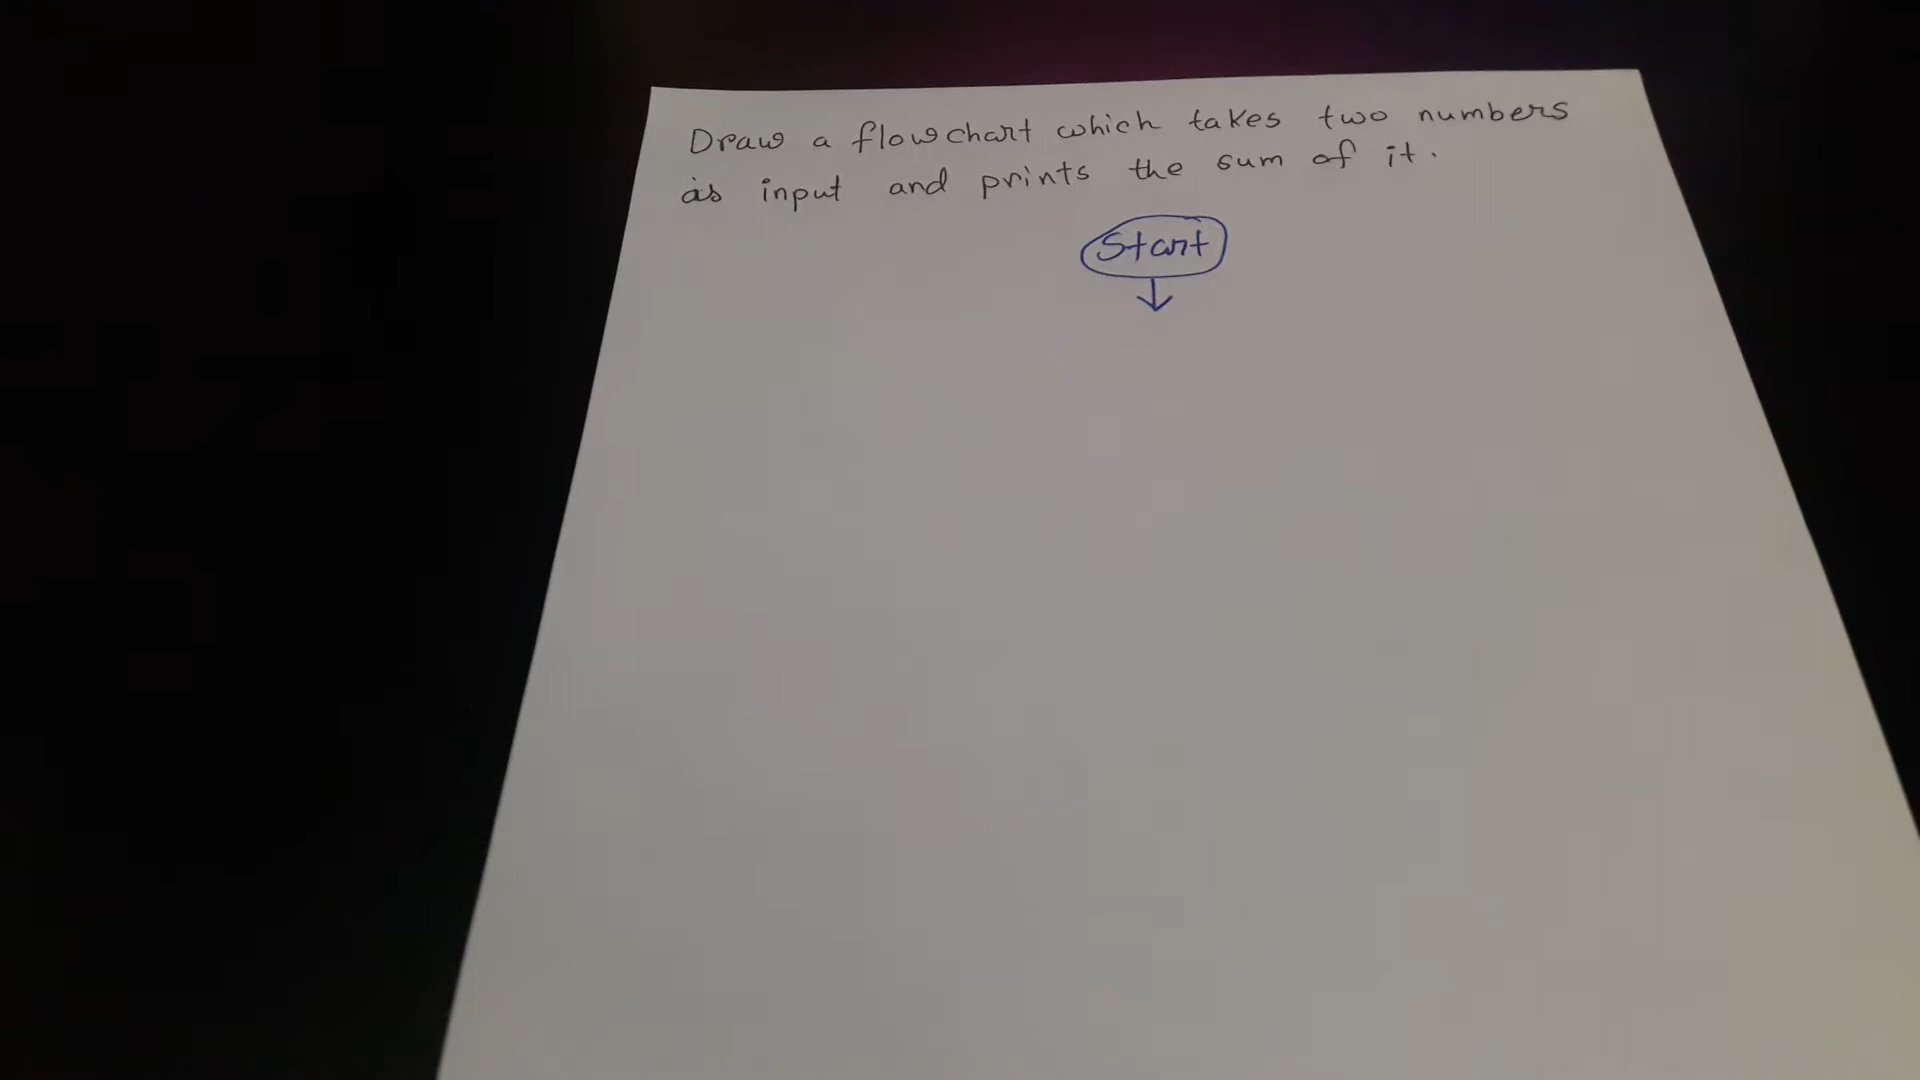 Draw a flowchart which takes two numbers
as input and prints the sum of it.
Start